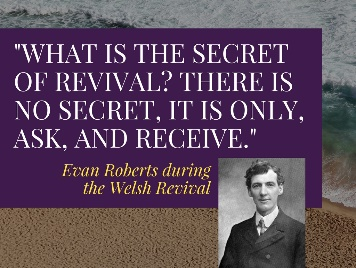 "WHAT IS THE SECRET
OF REVIVAL? THERE IS
NO SECRET, IT IS ONLY,
ASK, AND RECEIVE."
Evan Roberts during
the Welsh Revival